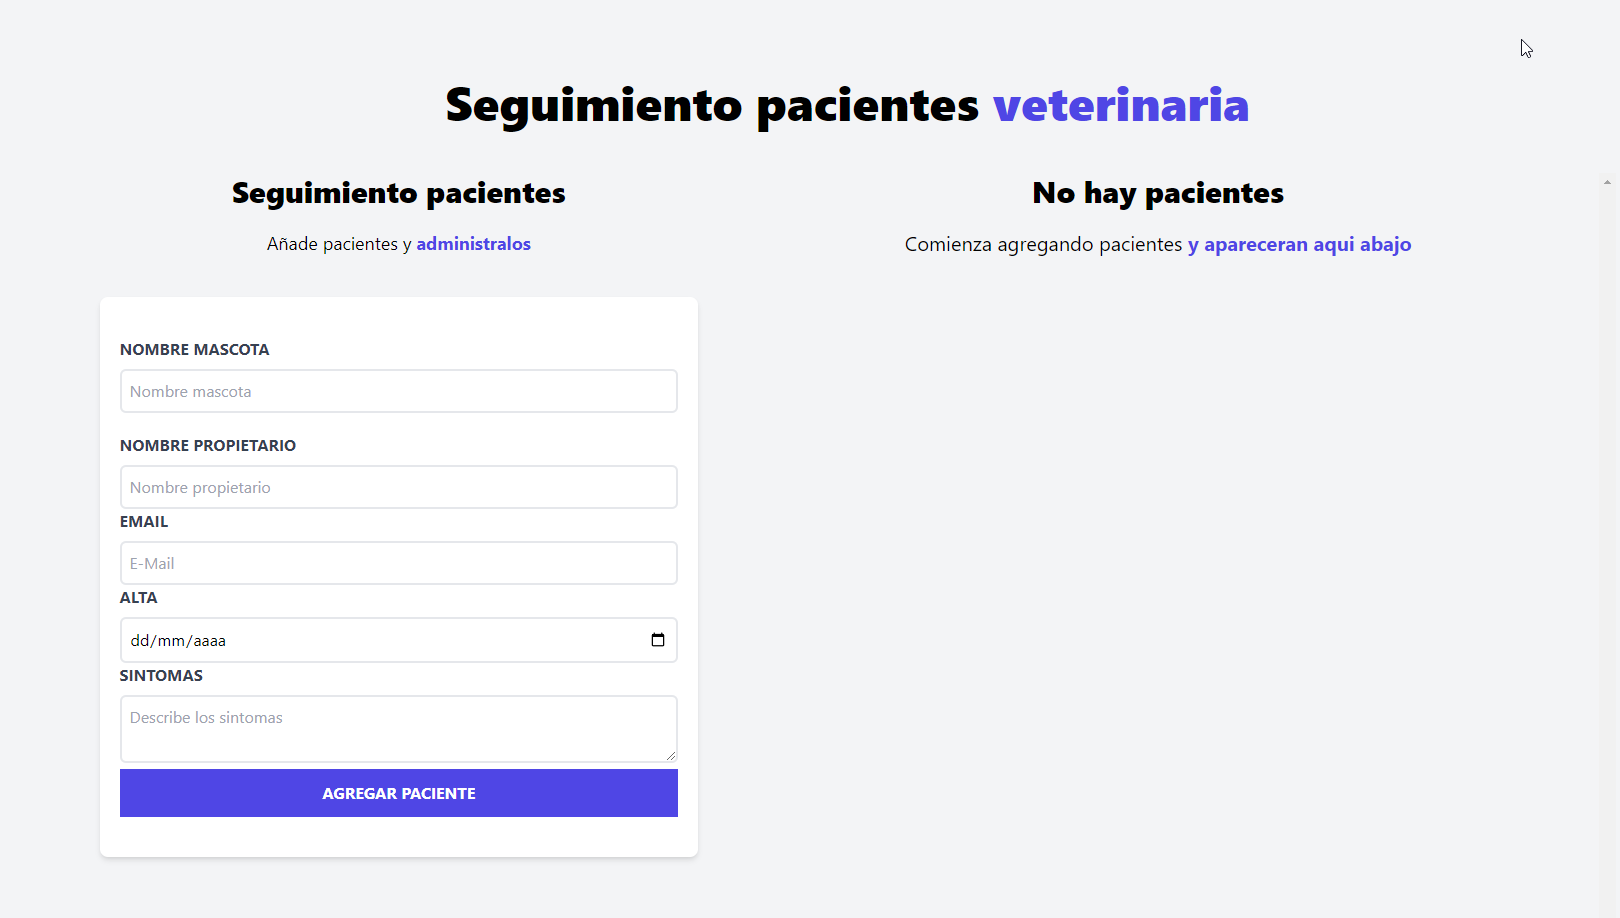 Seguimiento pacientes veterinaria
Seguimiento pacientes
Añade pacientes y administralos
NOMBRE MASCOTA
Nombre mascota
NOMBRE PROPIETARIO
Nombre propietario
EMAIL
E-Mail
ALTA
dd/mm/aaaa
SINTOMAS
Describe los sintomas
AGREGAR PACIENTE
No hay pacientes
Comienza agregando pacientes y apareceran aqui abajo